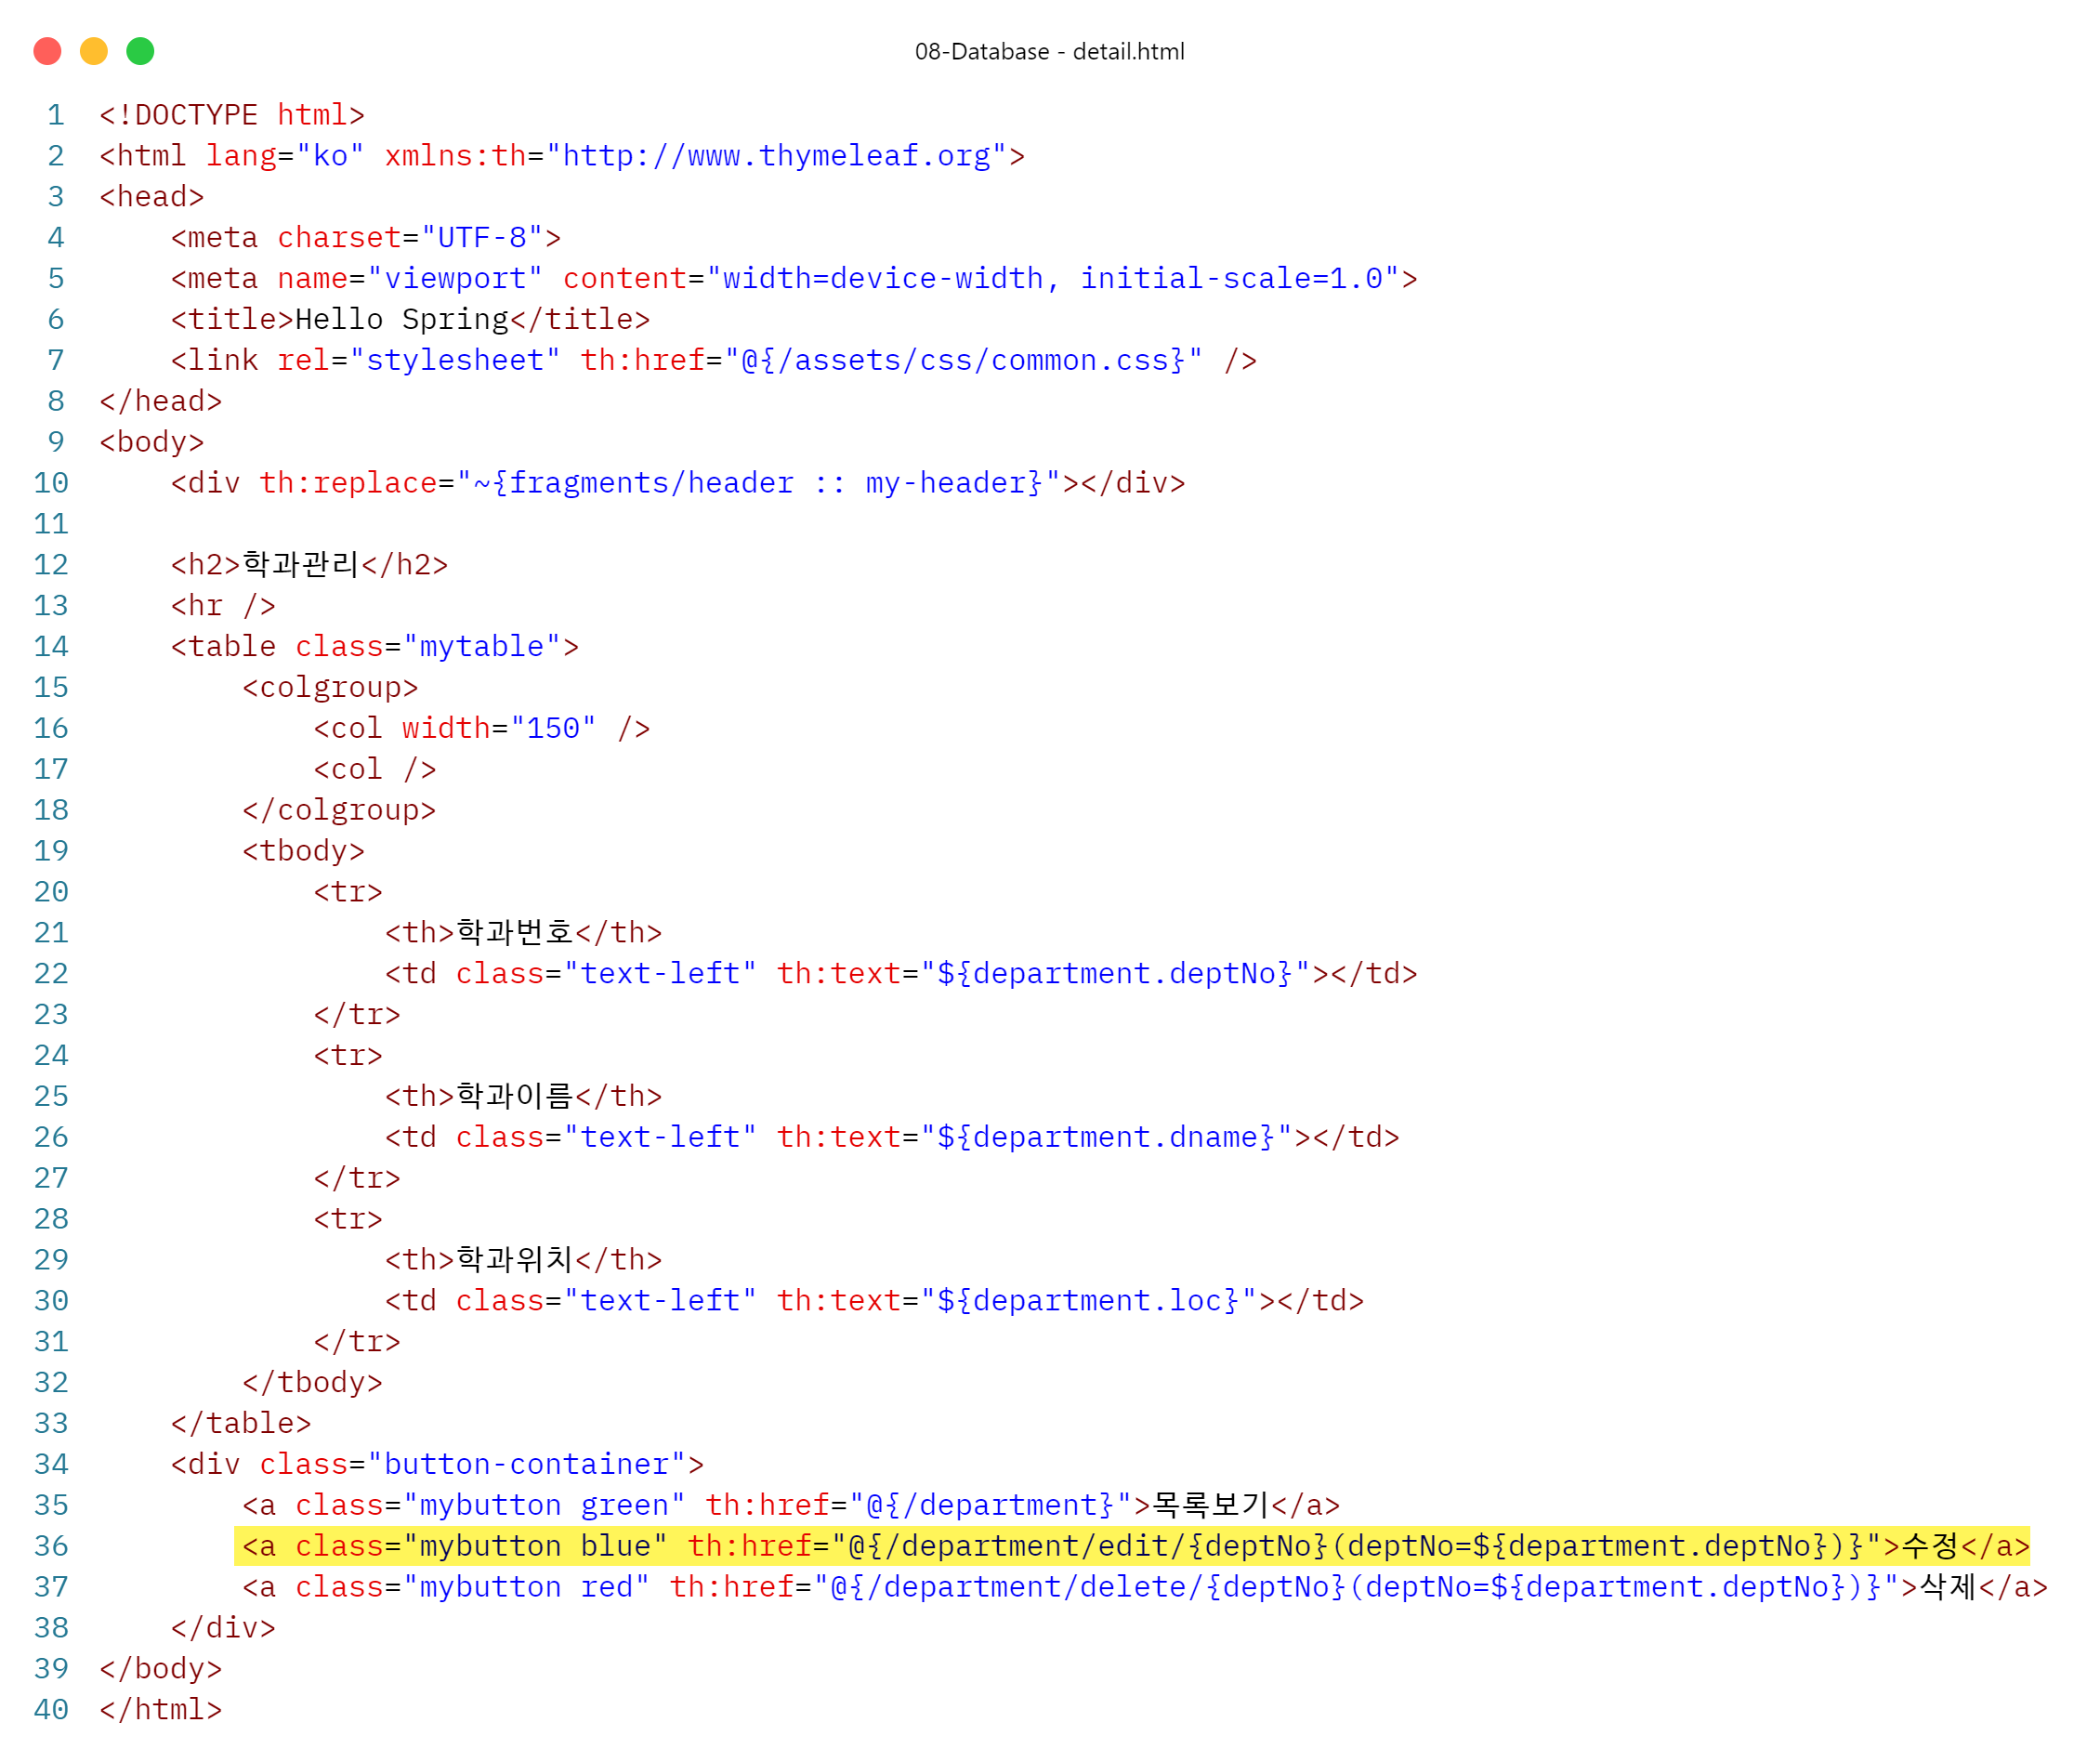 08-Database - detail.html
1 <!DOCTYPE html>
2 <html lang="ko" xmlns:th="http://www.thymeleaf.org">
3 <head>
4     <meta charset="UTF-8">
5     <meta name="viewport" content="width=device-width, initial-scale=1.0">
6     <title>Hello Spring</title>
7     <link rel="stylesheet" th:href="@{/assets/css/common.css}" />
8 </head>
9 <body>
10     <div th:replace="~{fragments/header :: my-header}"></div>
11
12     <h2>학과관리</h2>
13     <hr />
14     <table class="mytable">
15         <colgroup>
16             <col width="150" />
17             <col />
18         </colgroup>
19         <tbody>
20             <tr>
21                 <th>학과번호</th>
22                 <td class="text-left" th:text="${department.deptNo}"></td>
23             </tr>
24             <tr>
25                 <th>학과이름</th>
26                 <td class="text-left" th:text="${department.dname}"></td>
27             </tr>
28             <tr>
29                 <th>학과위치</th>
30                 <td class="text-left" th:text="${department.loc}"></td>
31             </tr>
32         </tbody>
33     </table>
34     <div class="button-container">
35         <a class="mybutton green" th:href="@{/department}">목록보기</a>
36         <a class="mybutton blue" th:href="@{/department/edit/{deptNo}(deptNo=${department.deptNo})}">수정</a>
37         <a class="mybutton red" th:href="@{/department/delete/{deptNo}(deptNo=${department.deptNo})}">삭제</a>
38     </div>
39 </body>
40 </html>